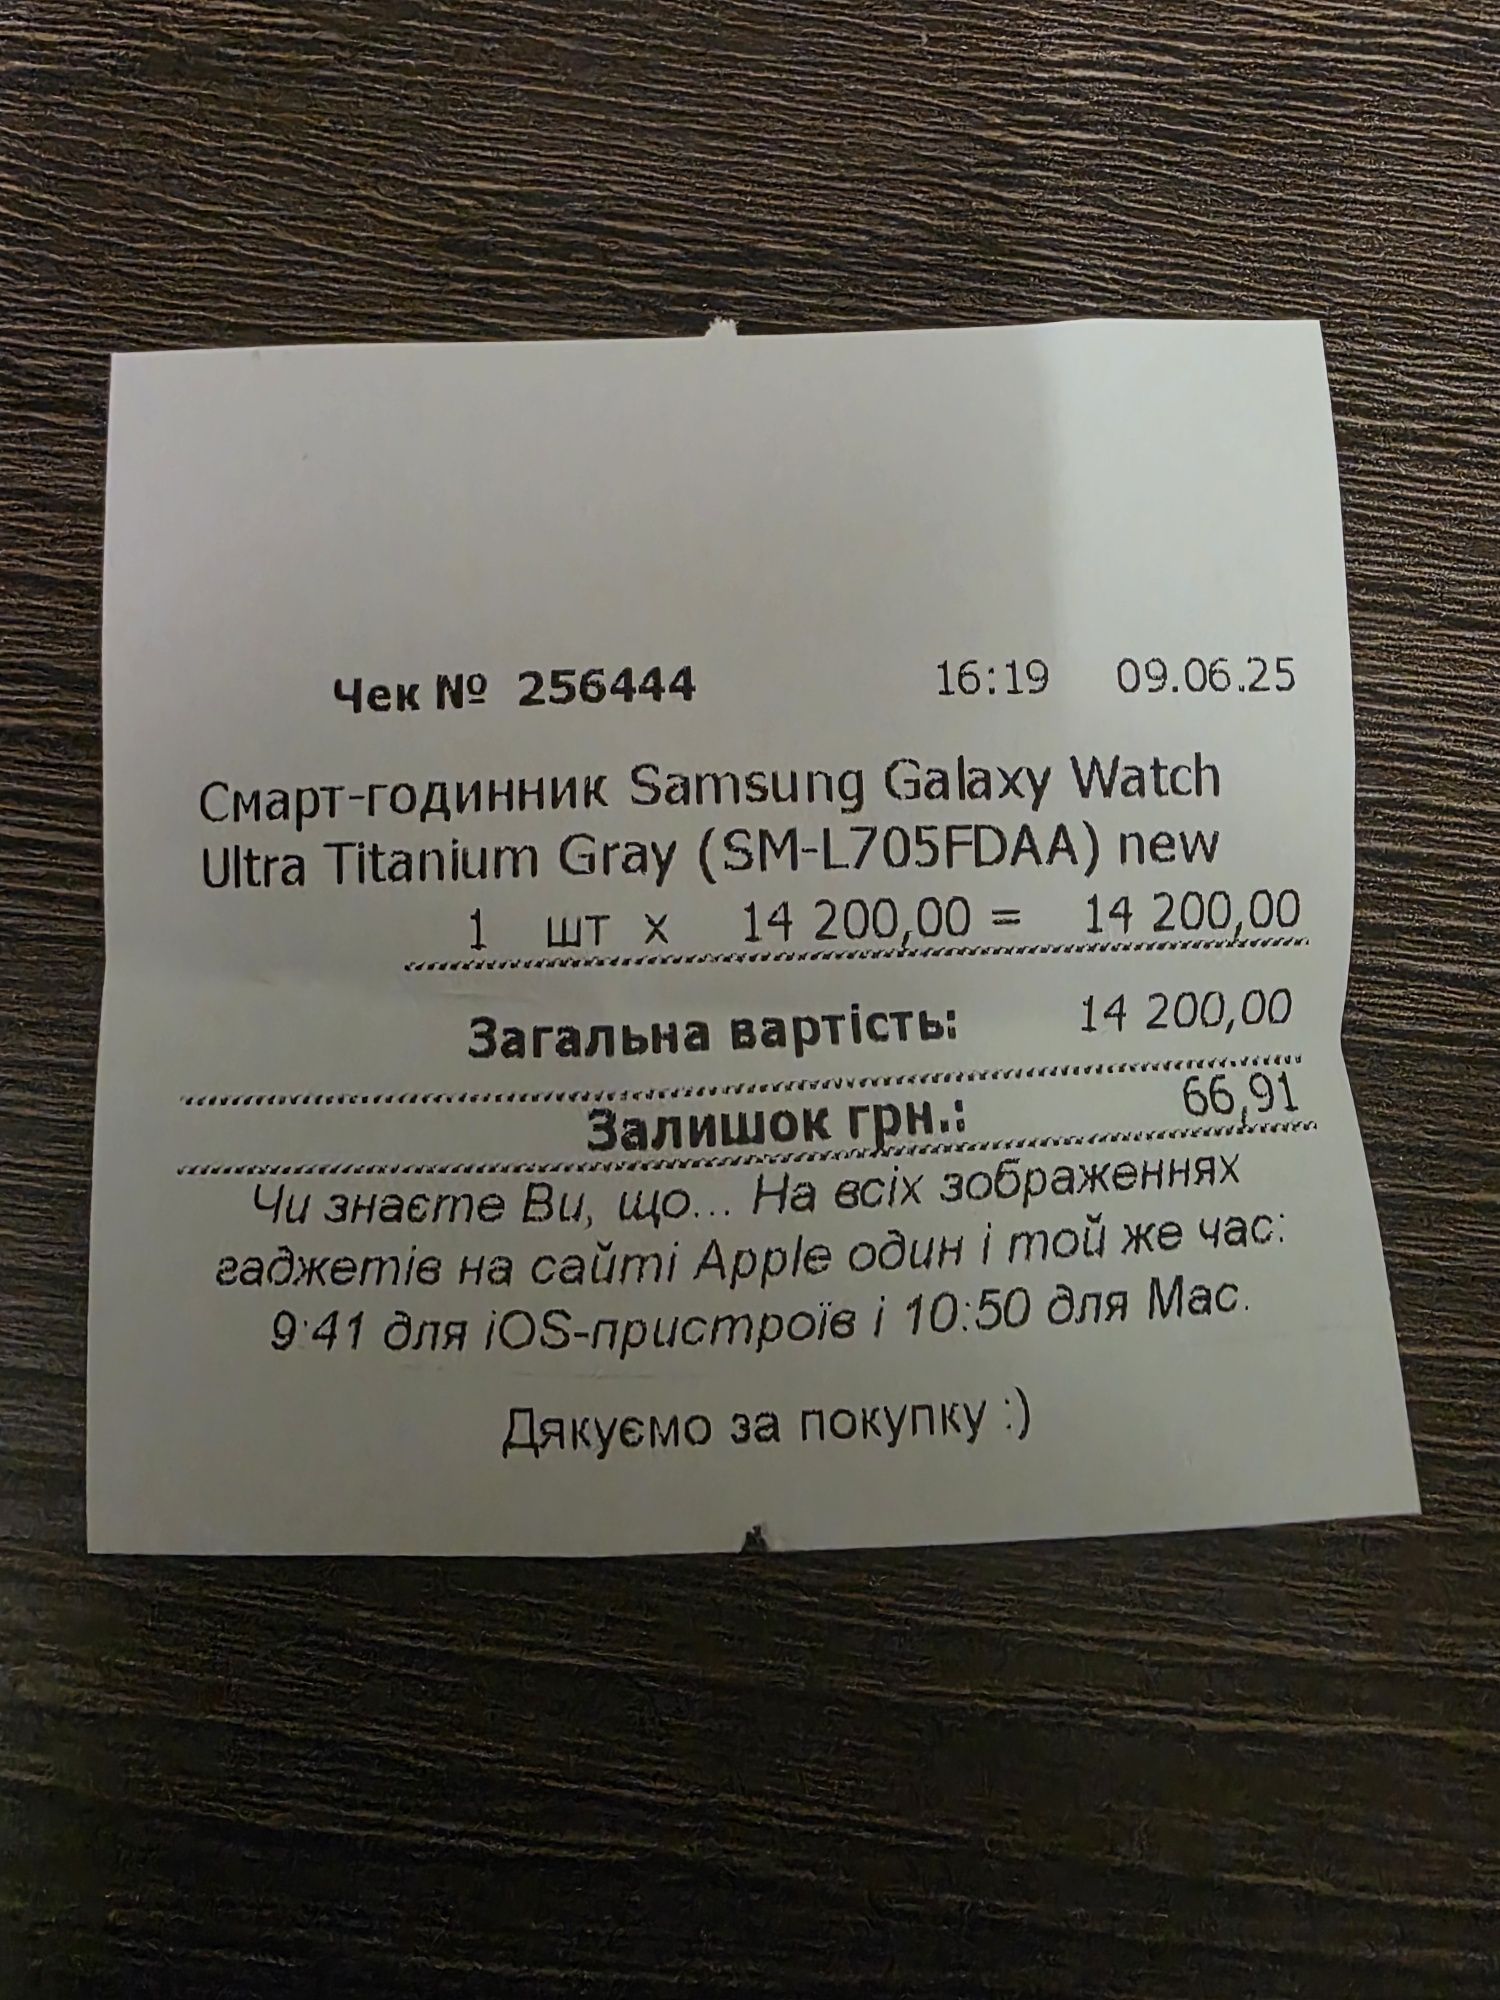 Чек № 256444 16:19 09.06.25
Смарт-годинник Samsung Galaxy Watch
Ultra Titanium Gray (SM-L705FDAA) new
1 шт х 14 200,00 = 14 200,00
Загальна вартість: 14 200,00
Залишок грн.: 66,91
Чи знаєте Ви, що... На всіх зображеннях
гаджетів на сайті Apple один і той же час:
9:41 для iOS-пристроїв і 10:50 для Mac.
Дякуємо за покупку :)